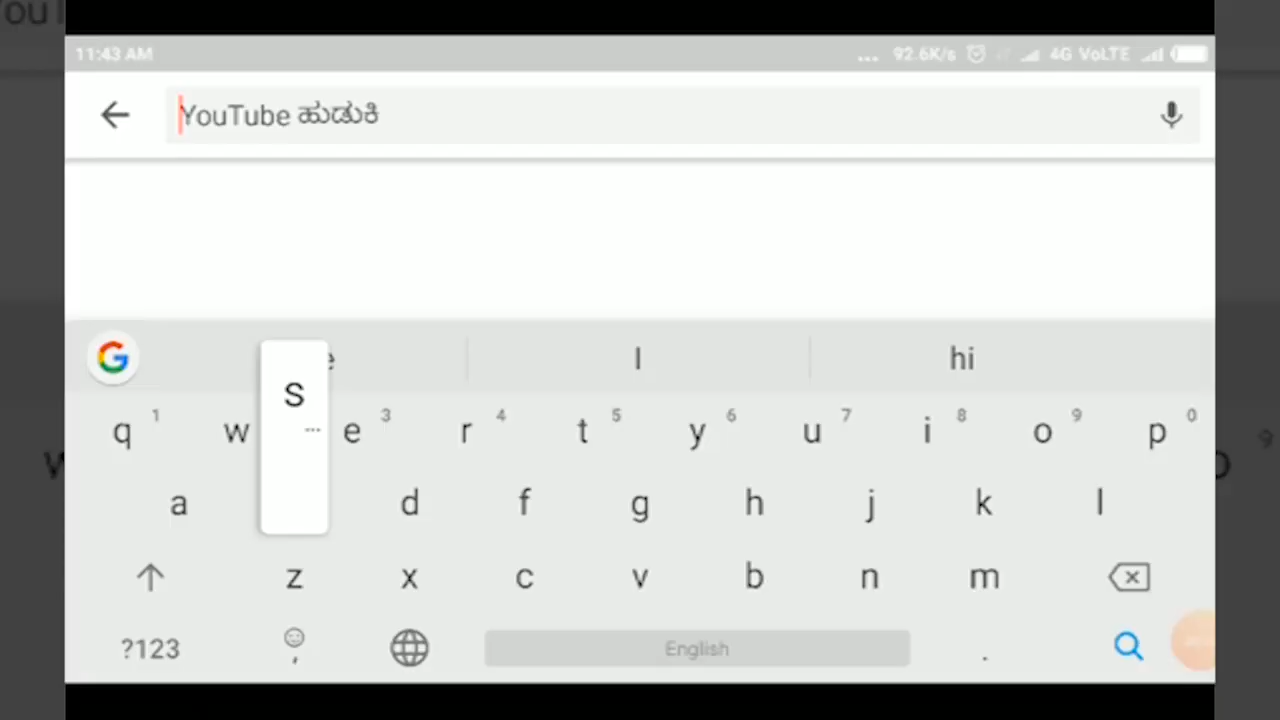 11:43 AM ... 92.6K/s 4G VoLTE
YouTube ಹುಡುಕಿ
I hi
q 1 w e 3 r 4 t 5 y 6 u 7 i 8 o 9 p 0
S ...
a d f g h j k l
z x c v b n m
?123 , English .